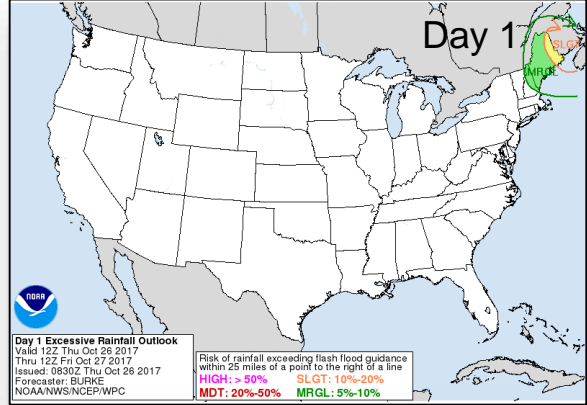 Day 1
SLGT
MRGL
NOAA
Day 1 Excessive Rainfall Outlook
Valid 12Z Thu Oct 26 2017
Thru 12Z Fri Oct 27 2017
Issued: 0830Z Thu Oct 26 2017
Forecaster: BURKE
NOAA/NWS/NCEP/WPC
Risk of rainfall exceeding flash flood guidance
within 25 miles of a point to the right of a line
HIGH: > 50% SLGT: 10%-20%
MDT: 20%-50% MRGL: 5%-10%